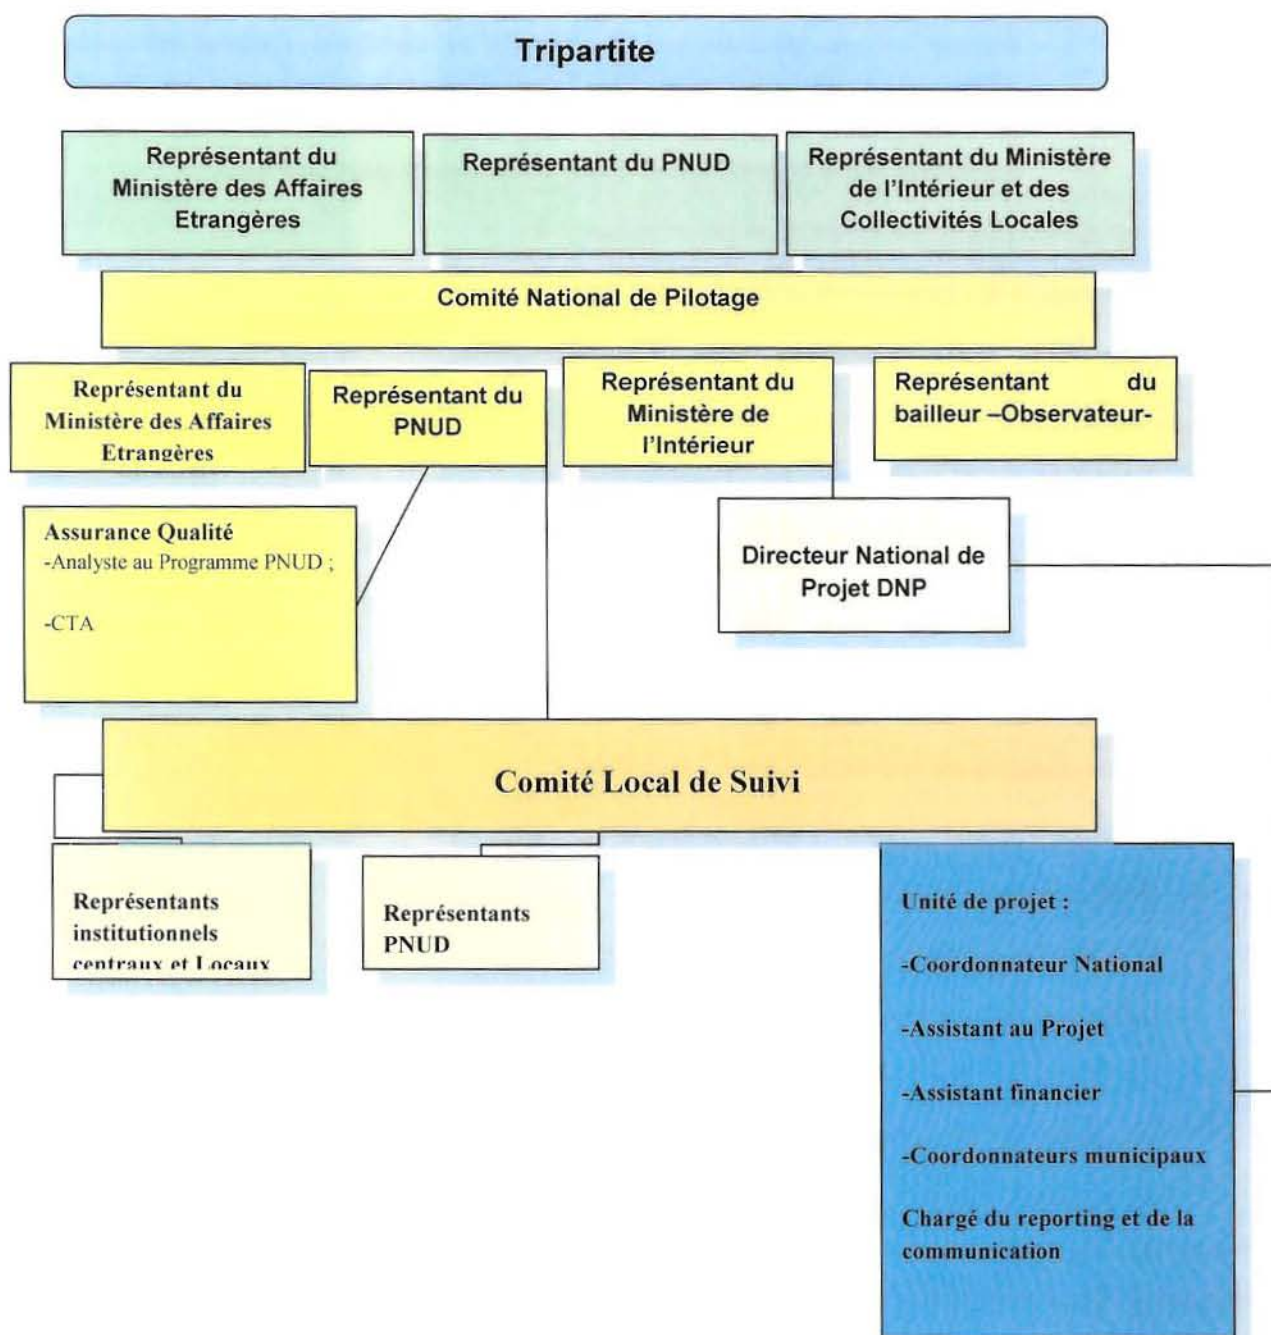 Tripartite
Représentant du
Ministère des Affaires
Etrangères
Représentant du PNUD
Représentant du Ministère
de l'Intérieur et des
Collectivités Locales
Comité National de Pilotage
Représentant du
Ministère des Affaires
Etrangères
Représentant du
PNUD
Représentant du
Ministère de
l'Intérieur
Représentant du
bailleur –Observateur-
Assurance Qualité
-Analyste au Programme PNUD ;
-CTA
Directeur National de
Projet DNP
Comité Local de Suivi
Représentants
institutionnels
centraux et Locaux
Représentants
PNUD
Unité de projet :
-Coordonnateur National
-Assistant au Projet
-Assistant financier
-Coordonnateurs municipaux
Chargé du reporting et de la
communication